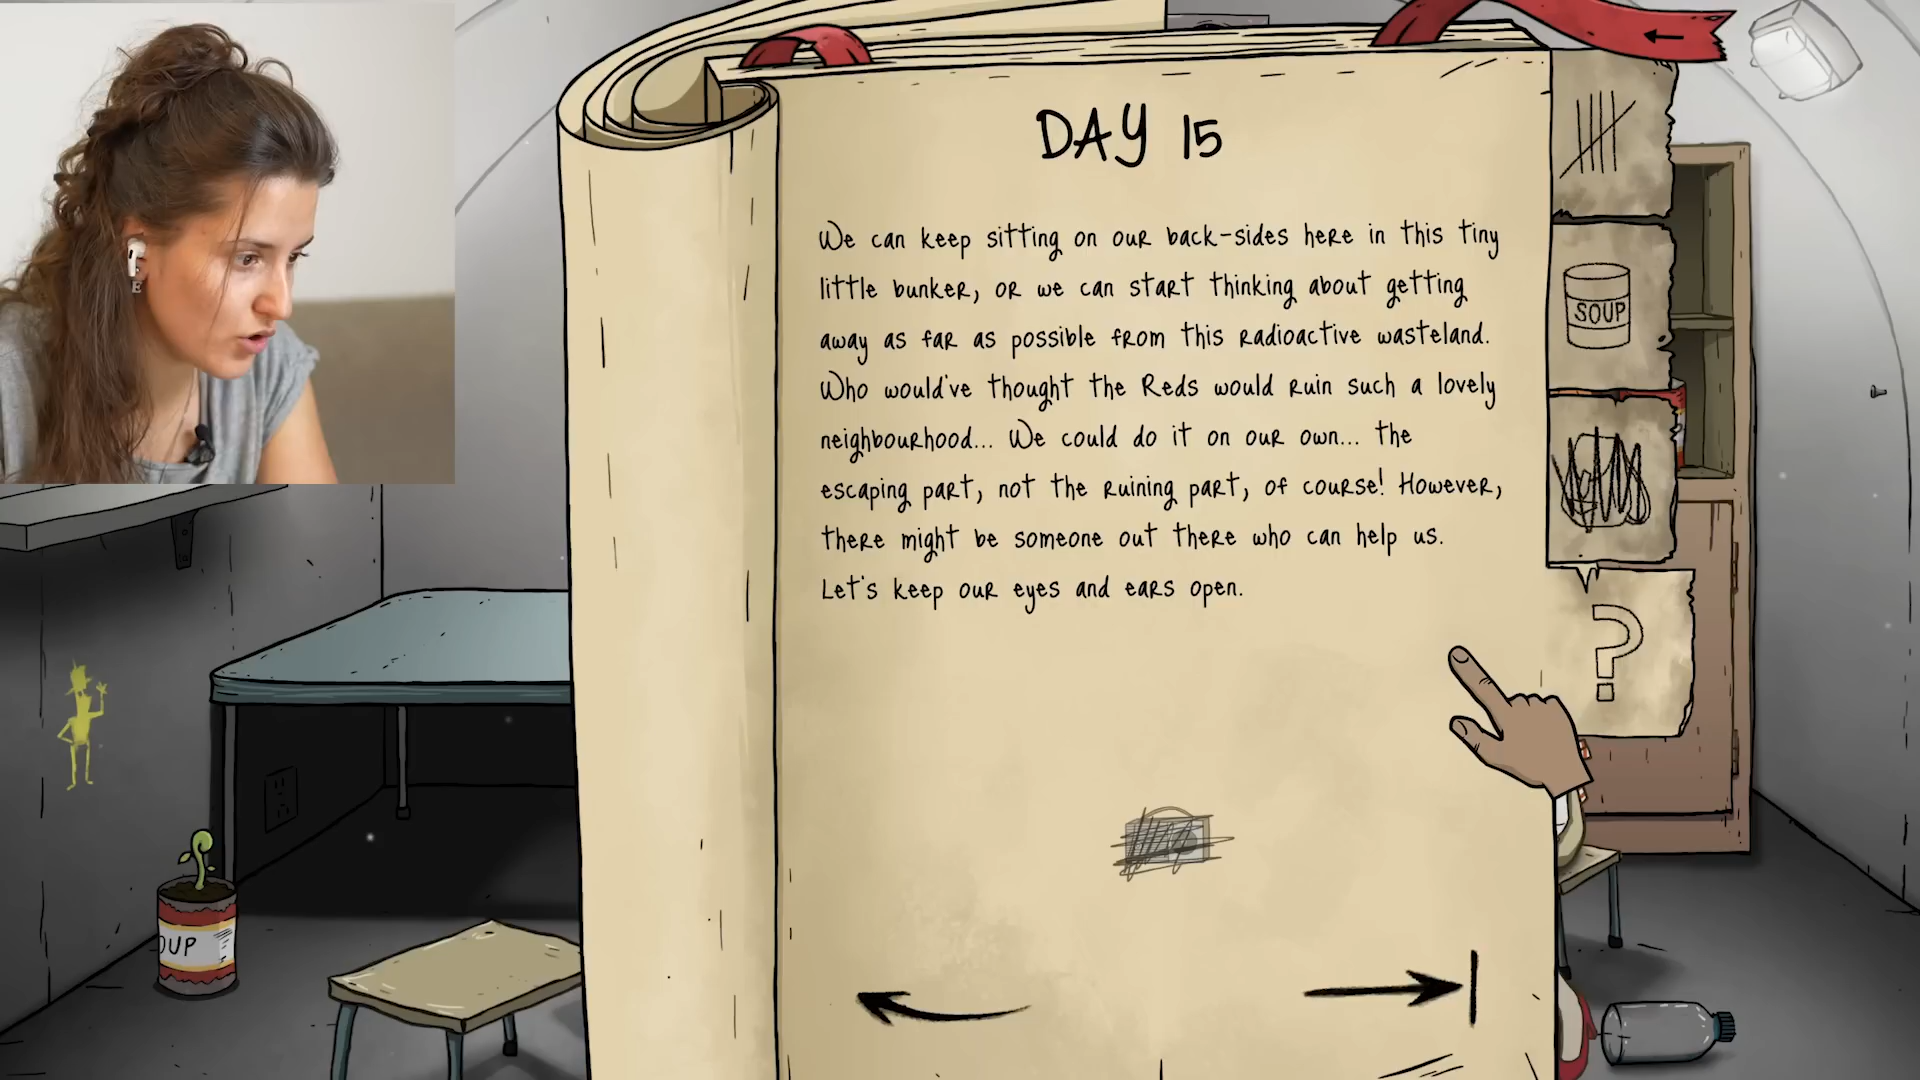 DAY 15
We can keep sitting on our back-sides here in this tiny
little bunker, or we can start thinking about getting
away as far as possible from this radioactive wasteland.
Who would've thought the Reds would ruin such a lovely
neighbourhood... We could do it on our own... the
escaping part, not the ruining part, of course! However,
there might be someone out there who can help us.
Let's keep our eyes and ears open.
SOUP
?
OUP